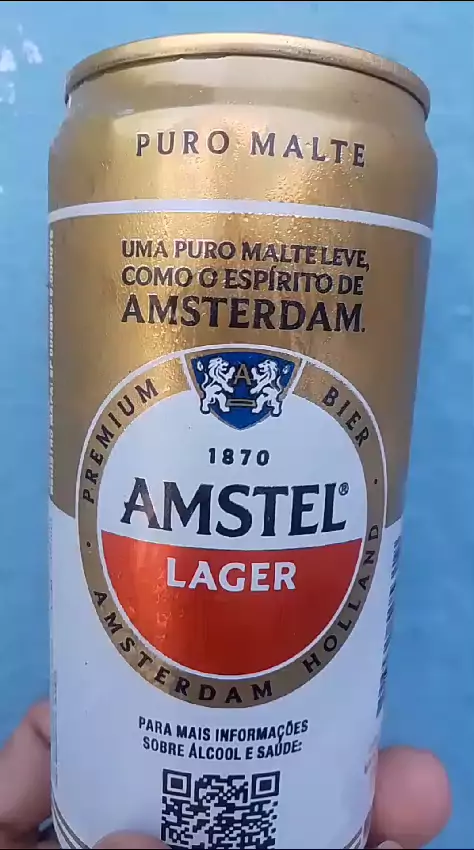 PURO MALTE
UMA PURO MALTE LEVE,
COMO O ESPÍRITO DE
AMSTERDAM.
A
PREMIUM BIER
1870
AMSTEL®
LAGER
AMSTERDAM HOLLAND
PARA MAIS INFORMAÇÕES
SOBRE ÁLCOOL E SAÚDE: